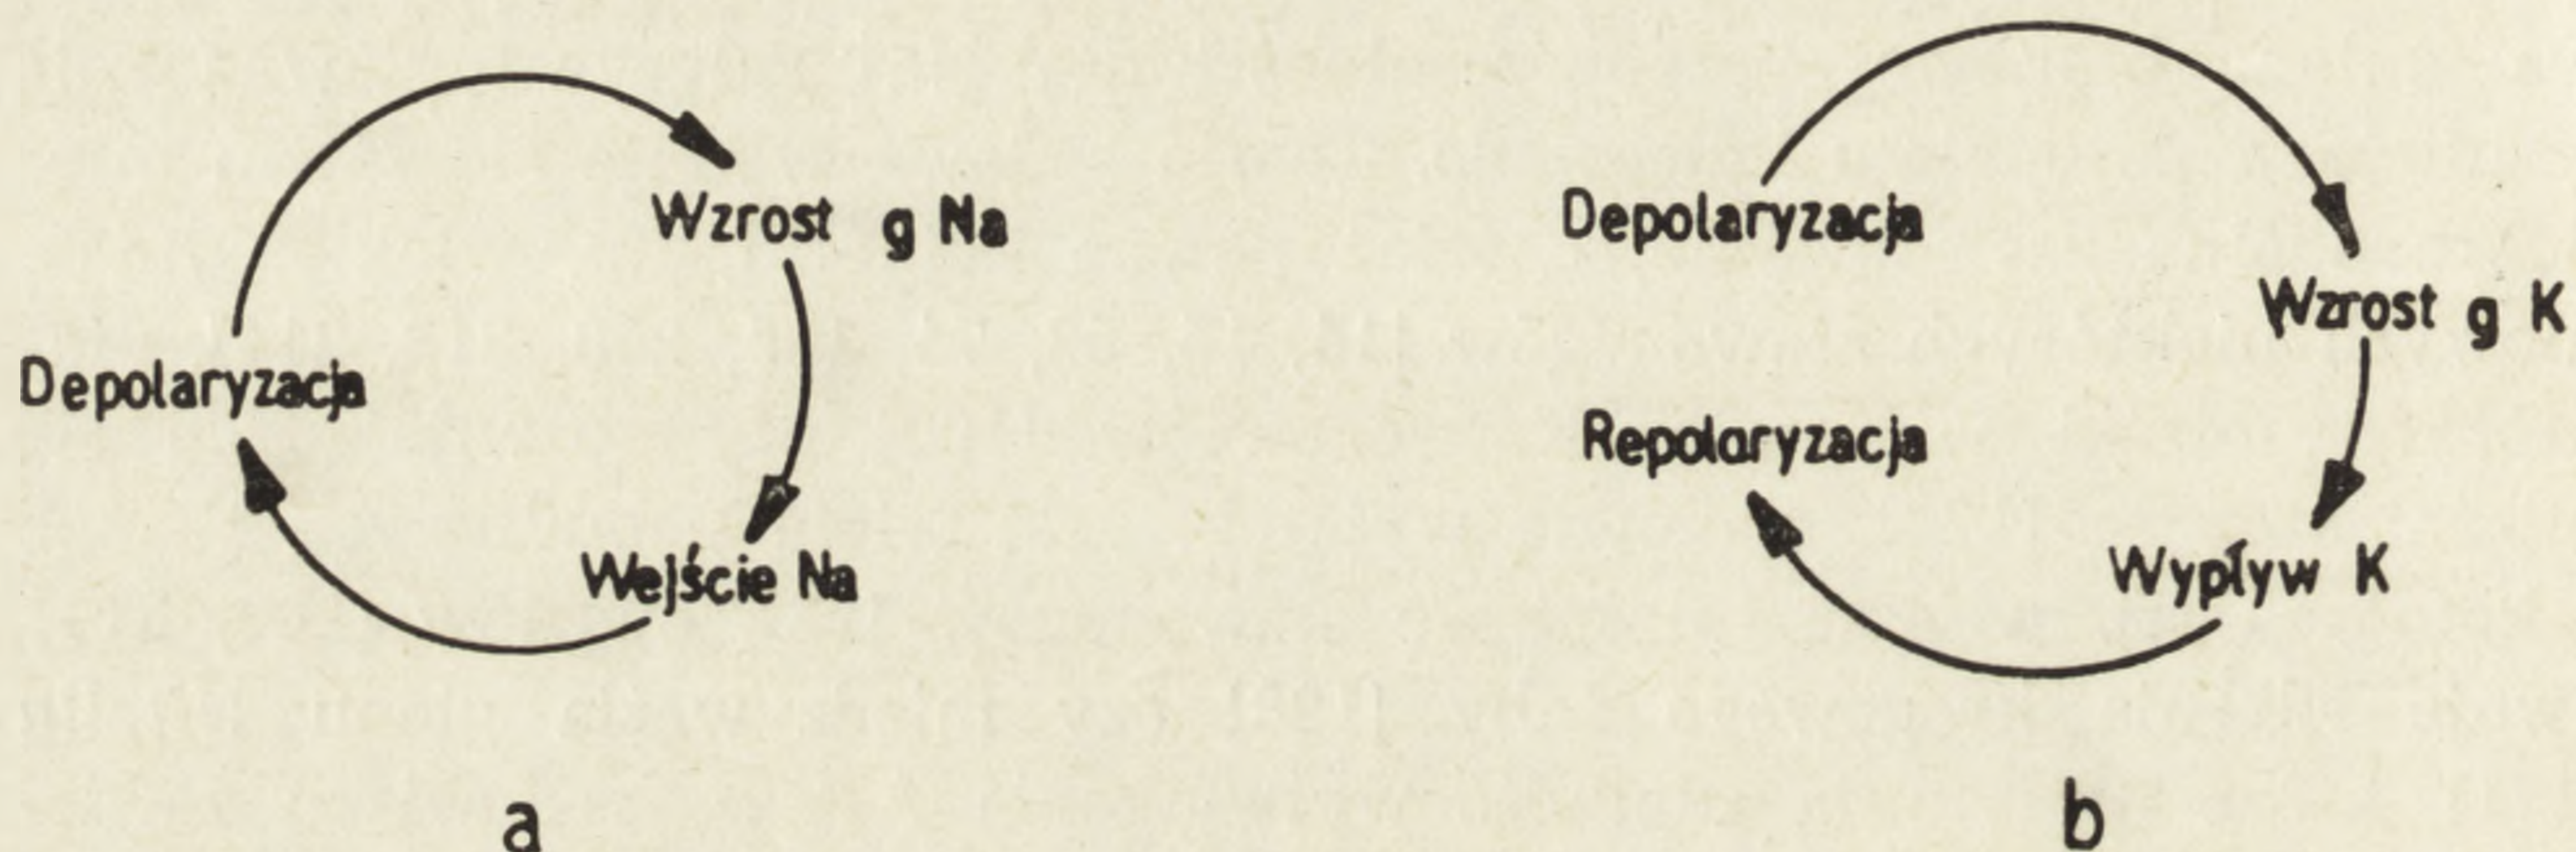 Depolaryzacja
Wzrost g Na
Wejście Na
a
Depolaryzacja
Wzrost g K
Wypływ K
Repolaryzacja
b